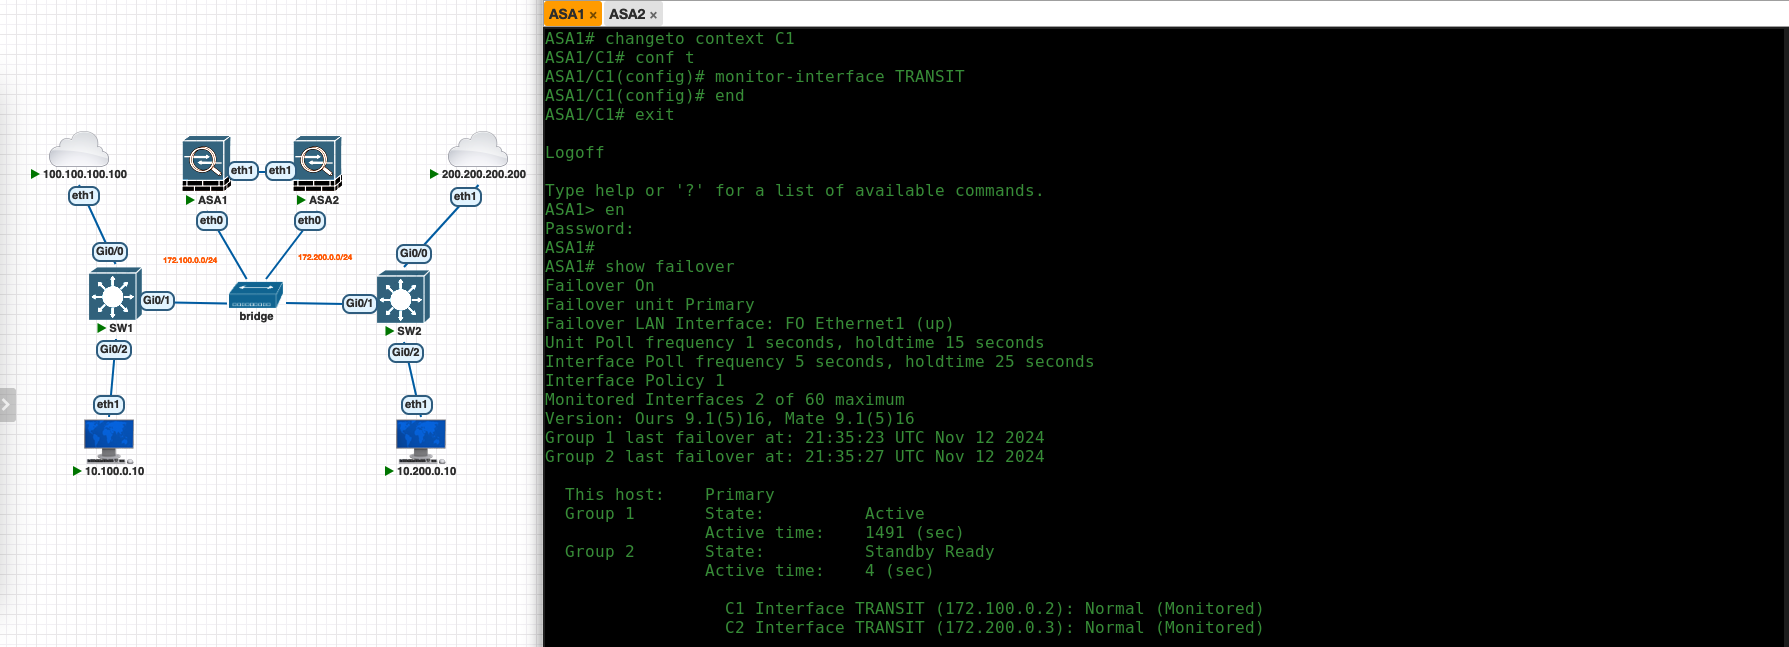 100.100.100.100
eth1
Gi0/0
Gi0/1
SW1
Gi0/2
eth1
10.100.0.10
eth1
eth1
ASA1
ASA2
eth0
eth0
172.100.0.0/24
172.200.0.0/24
bridge
200.200.200.200
eth1
Gi0/0
Gi0/1
SW2
Gi0/2
eth1
10.200.0.10
ASA1 ×
ASA2 ×
ASA1# changeto context C1
ASA1/C1# conf t
ASA1/C1(config)# monitor-interface TRANSIT
ASA1/C1(config)# end
ASA1/C1# exit
Logoff
Type help or '?' for a list of available commands.
ASA1> en
Password:
ASA1#
ASA1# show failover
Failover On
Failover unit Primary
Failover LAN Interface: FO Ethernet1 (up)
Unit Poll frequency 1 seconds, holdtime 15 seconds
Interface Poll frequency 5 seconds, holdtime 25 seconds
Interface Policy 1
Monitored Interfaces 2 of 60 maximum
Version: Ours 9.1(5)16, Mate 9.1(5)16
Group 1 last failover at: 21:35:23 UTC Nov 12 2024
Group 2 last failover at: 21:35:27 UTC Nov 12 2024
This host:    Primary
Group 1       State:          Active
Active time:    1491 (sec)
Group 2       State:          Standby Ready
Active time:    4 (sec)
C1 Interface TRANSIT (172.100.0.2): Normal (Monitored)
C2 Interface TRANSIT (172.200.0.3): Normal (Monitored)